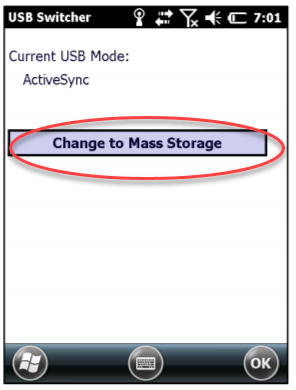 USB Switcher 7:01
Current USB Mode:
ActiveSync
Change to Mass Storage
OK